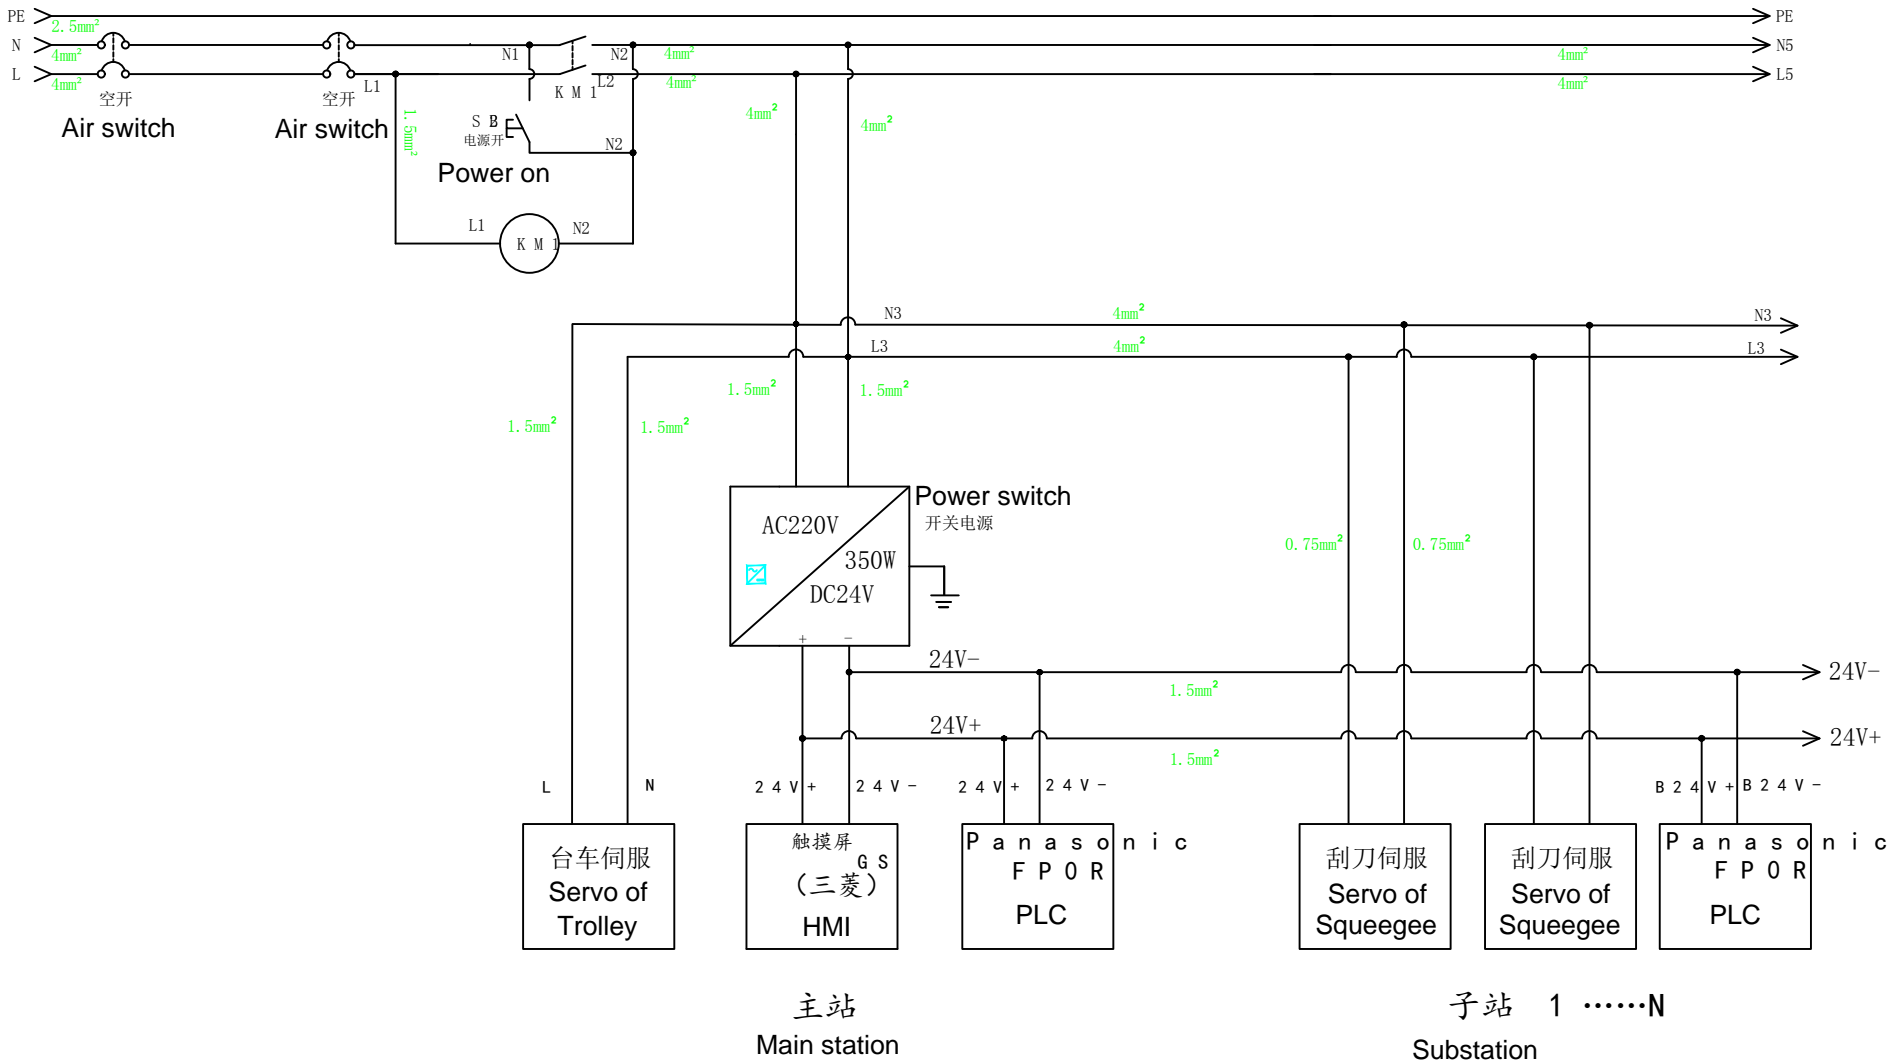 PE
2.5mm²
PE
N
4mm²
N1
N2
4mm²
4mm²
N5
L
4mm²
L1
KM1
L2
4mm²
4mm²
L5
空开
空开
Air switch
Air switch
1.5mm²
电源开
N2
Power on
4mm²
4mm²
L1
KM1
N2
N3
4mm²
N3
L3
4mm²
L3
1.5mm²
1.5mm²
1.5mm²
1.5mm²
AC220V
350W
DC24V
+
-
Power switch
开关电源
0.75mm²
0.75mm²
24V-
1.5mm²
24V-
24V+
1.5mm²
24V+
L
N
24V+
24V-
24V+
24V-
B24V+
B24V-
台车伺服
Servo of
Trolley
触摸屏
GS
(三菱)
HMI
Panasonic
FP0R
PLC
刮刀伺服
Servo of
Squeegee
刮刀伺服
Servo of
Squeegee
Panasonic
FP0R
PLC
主站
Main station
子站 1 ······N
Substation